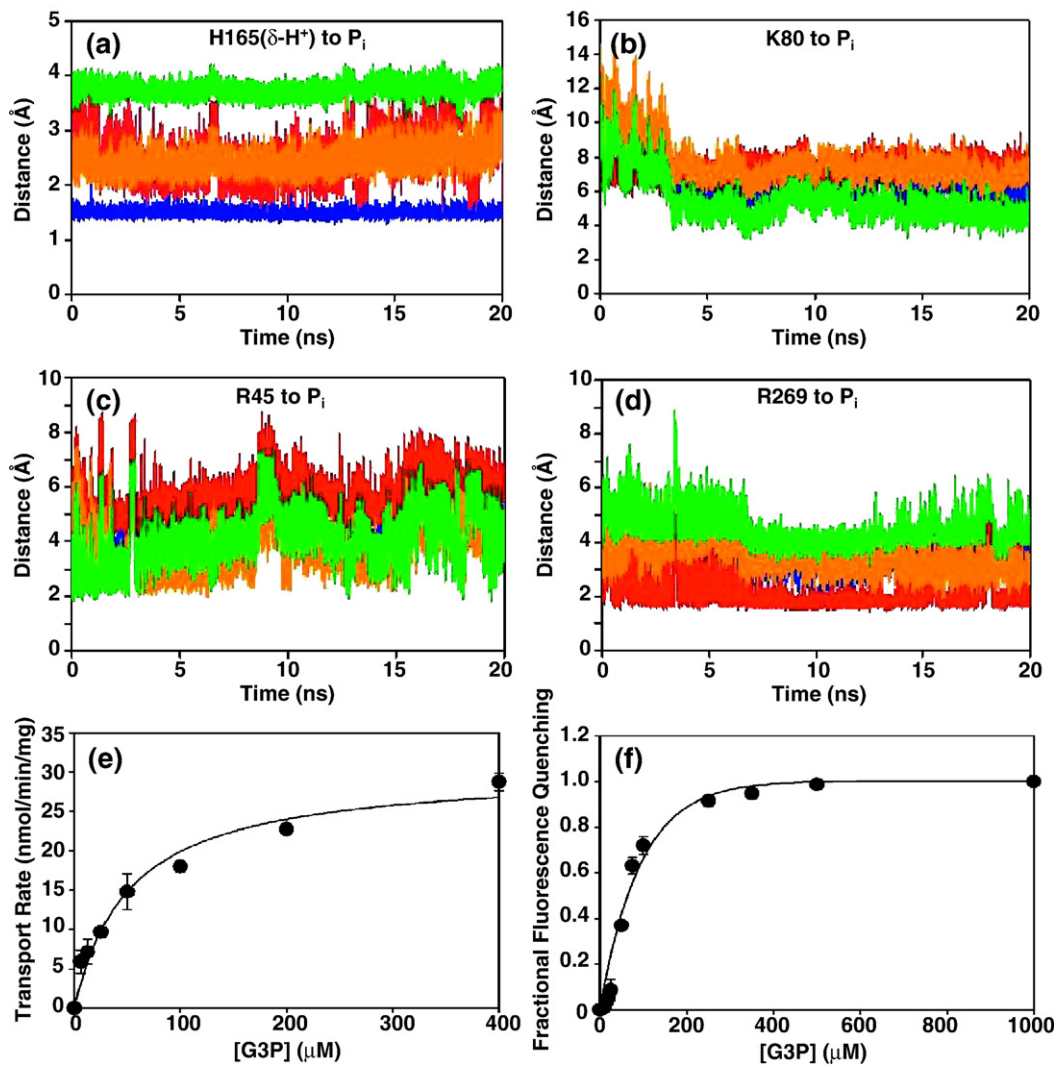 (a)
H165(δ-H⁺) to Pᵢ
Distance (Å)
5
4
3
2
1
0
0 5 10 15 20
Time (ns)
(b)
K80 to Pᵢ
Distance (Å)
16
14
12
10
8
6
4
2
0
0 5 10 15 20
Time (ns)
(c)
R45 to Pᵢ
Distance (Å)
10
8
6
4
2
0
0 5 10 15 20
Time (ns)
(d)
R269 to Pᵢ
Distance (Å)
10
8
6
4
2
0
0 5 10 15 20
Time (ns)
(e)
Transport Rate (nmol/min/mg)
35
30
25
20
15
10
5
0
0 100 200 300 400
[G3P] (μM)
(f)
Fractional Fluorescence Quenching
1.2
1.0
0.8
0.6
0.4
0.2
0
0 200 400 600 800 1000
[G3P] (μM)